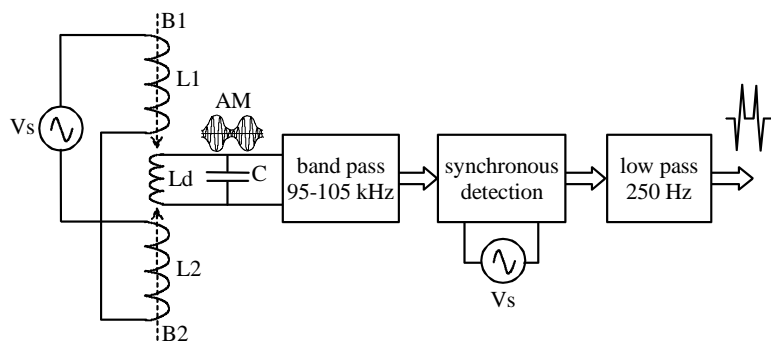 B1
L1
Vs
AM
Ld
C
band pass
95-105 kHz
synchronous
detection
low pass
250 Hz
L2
Vs
B2